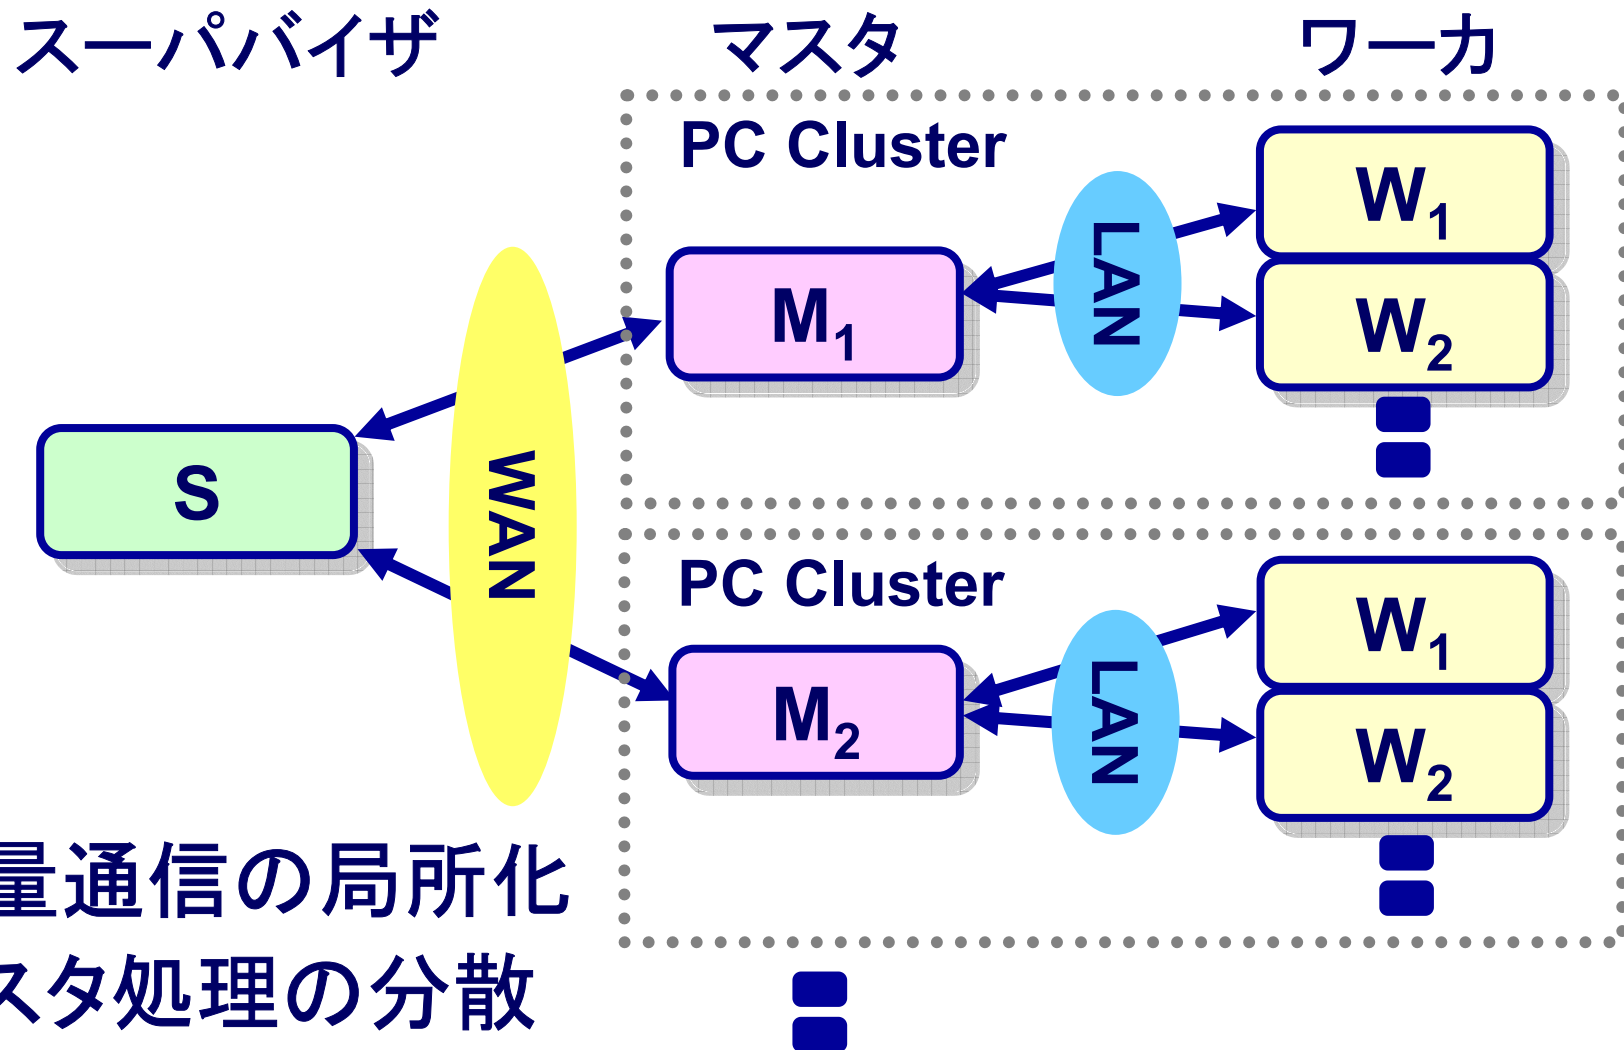 スーパバイザ マスタ ワーカ
PC Cluster
W1
LAN
M1
W2
S
WAN
PC Cluster
W1
LAN
M2
W2
量通信の局所化
スタ処理の分散